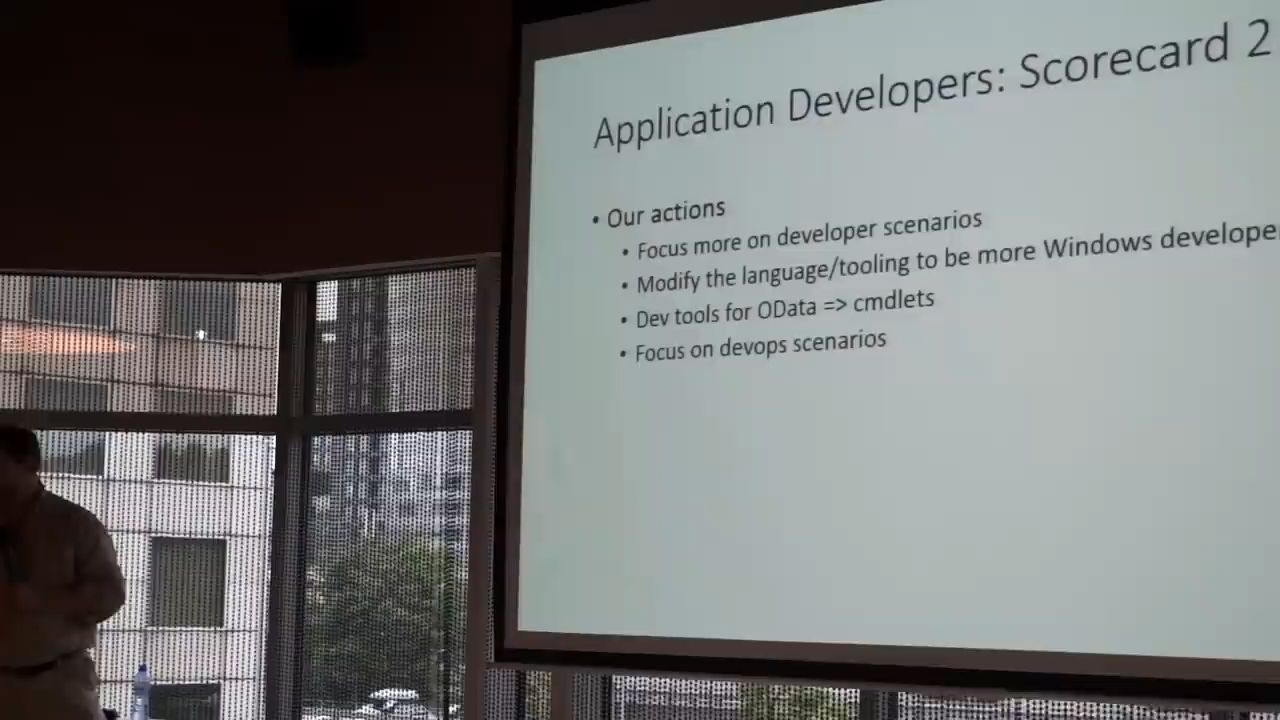 Application Developers: Scorecard 2
• Our actions
• Focus more on developer scenarios
• Modify the language/tooling to be more Windows develope
• Dev tools for OData => cmdlets
• Focus on devops scenarios